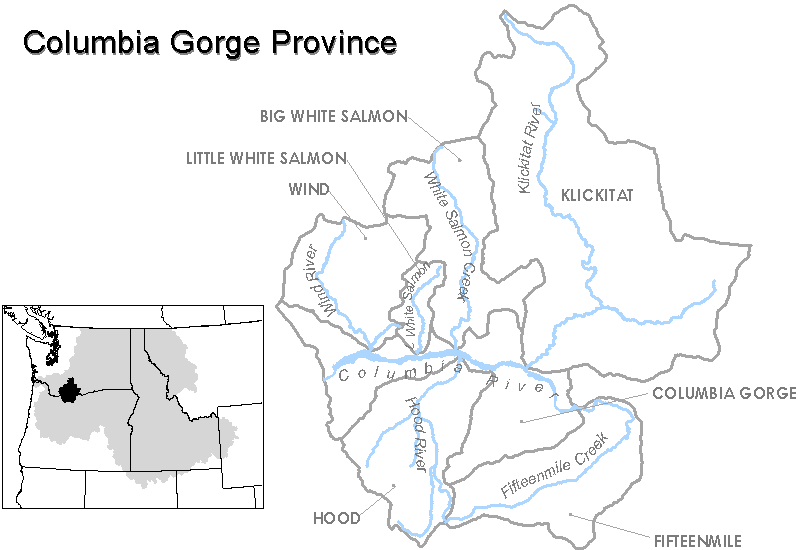 Columbia Gorge Province
BIG WHITE SALMON
LITTLE WHITE SALMON
WIND
Klickitat River
KLICKITAT
White Salmon Creek
Wind River
White Salmon
Columbia River
COLUMBIA GORGE
Hood River
Fifteenmile Creek
HOOD
FIFTEENMILE